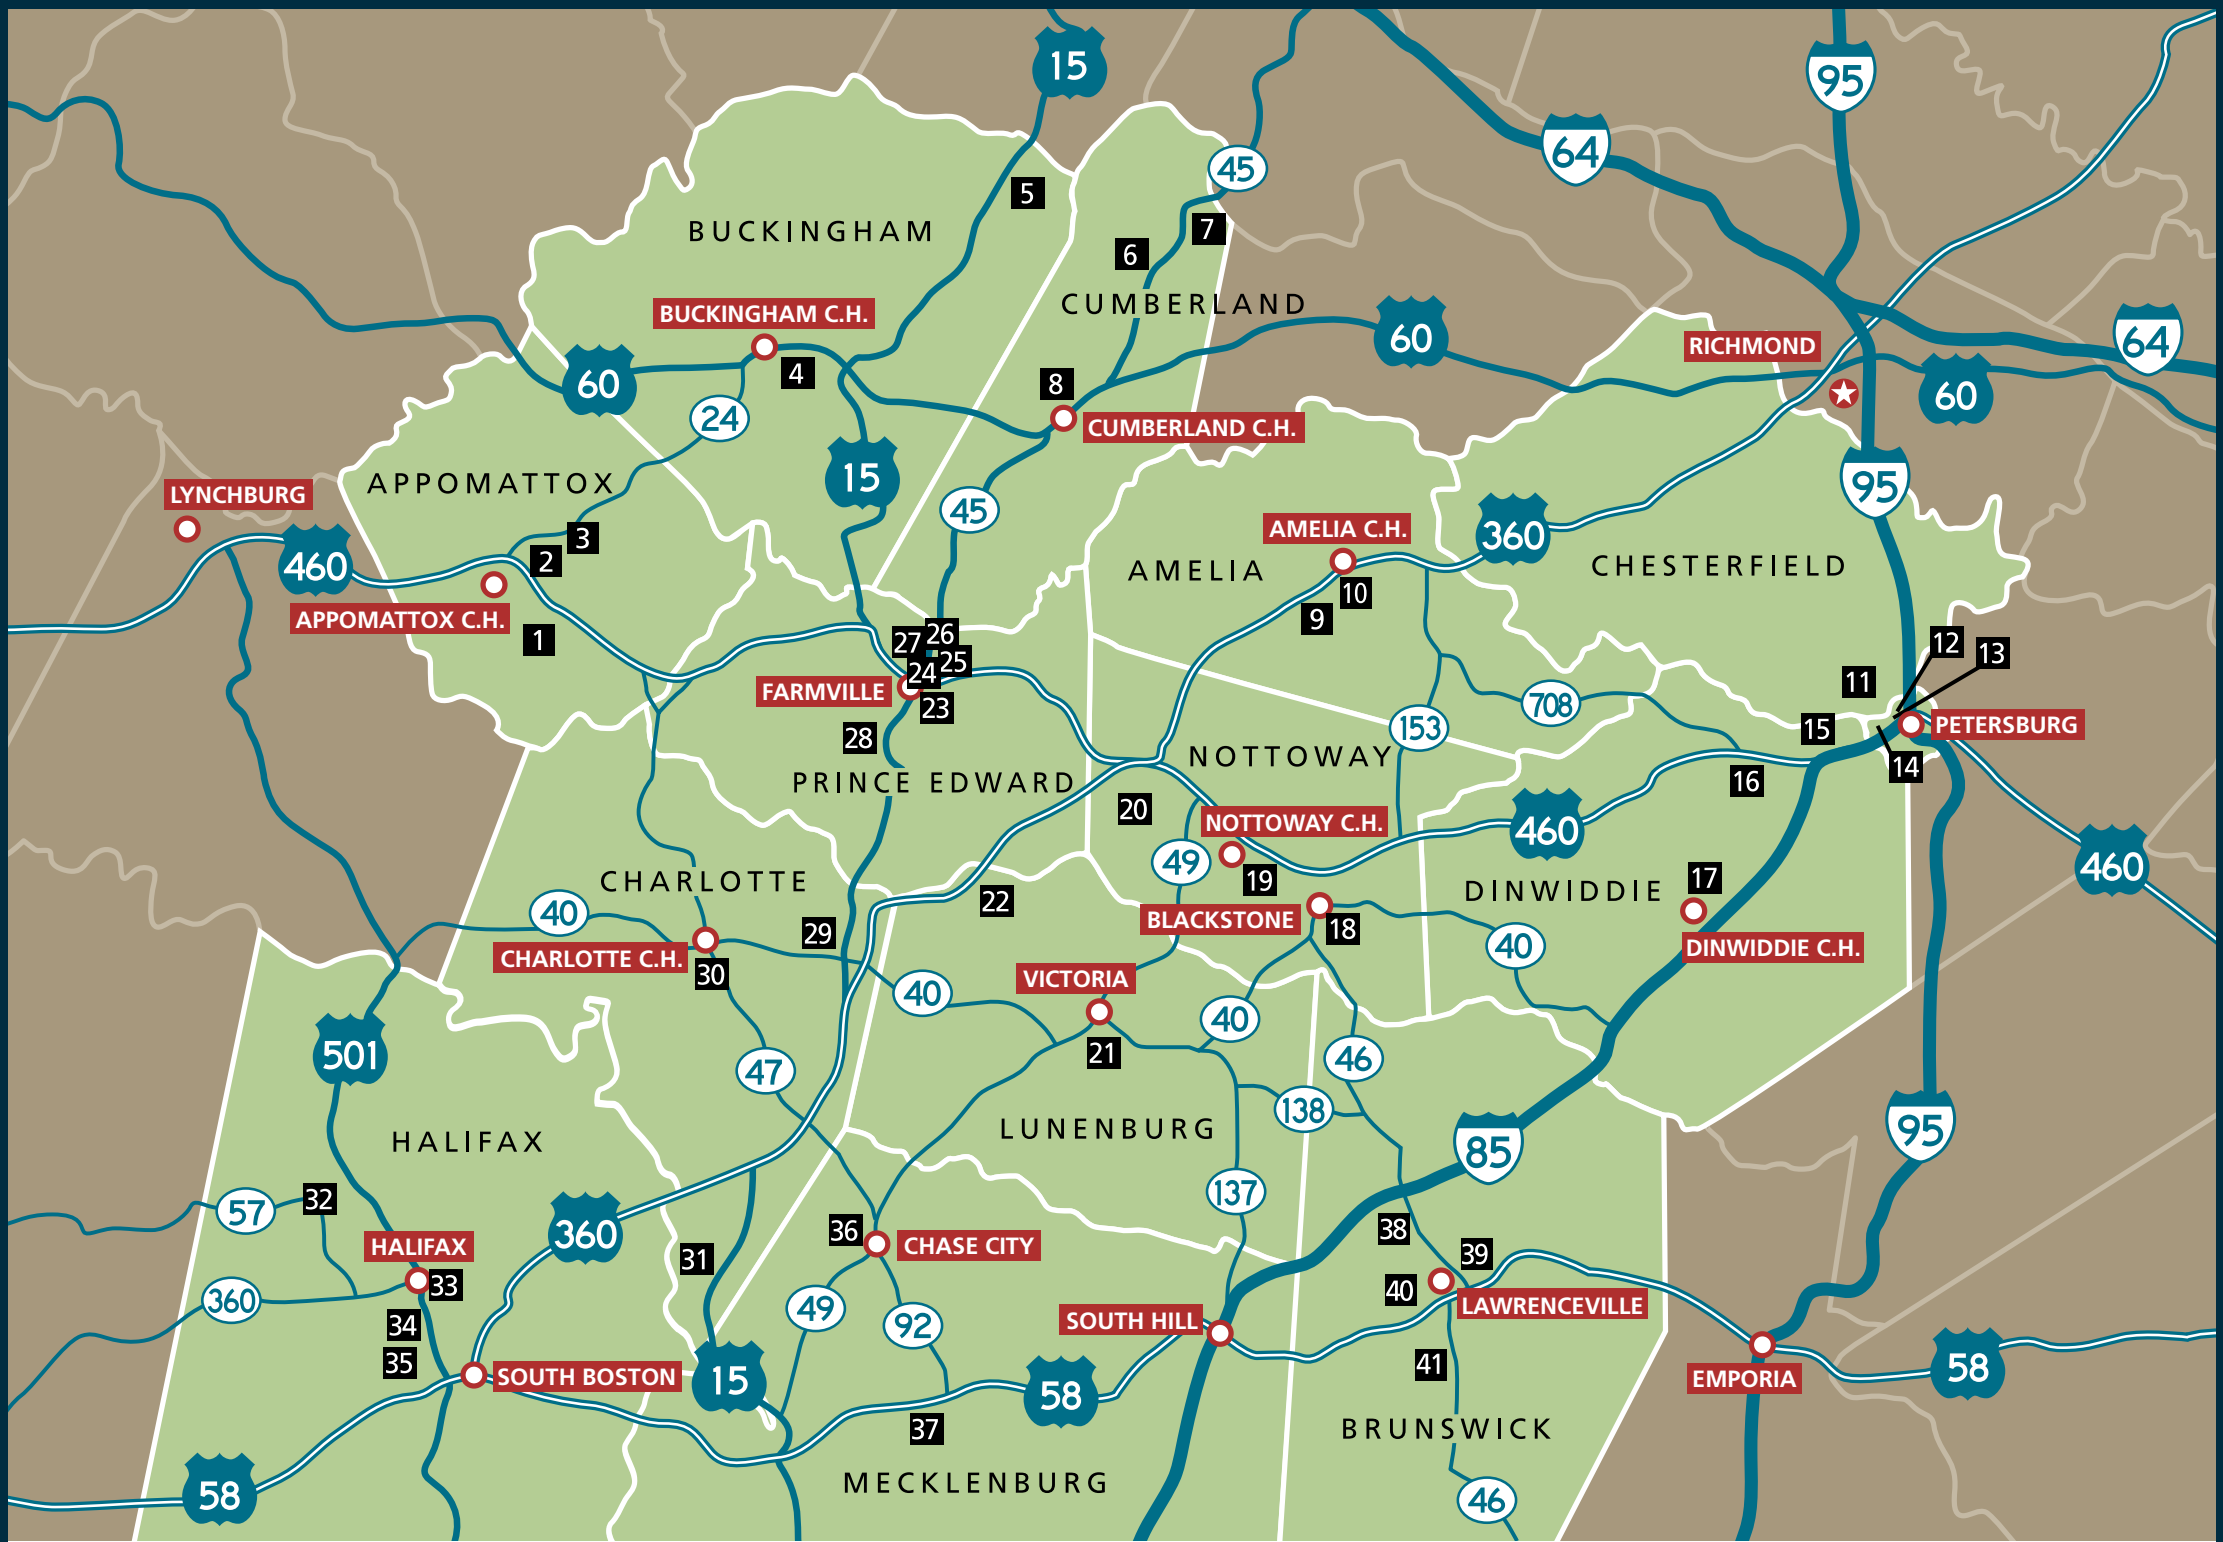 15
95
64
45
5
BUCKINGHAM
7
6
CUMBERLAND
BUCKINGHAM C.H.
60
64
RICHMOND
4
60
8
60
24
CUMBERLAND C.H.
15
95
APPOMATTOX
LYNCHBURG
45
AMELIA C.H.
360
3
2
460
AMELIA
CHESTERFIELD
10
APPOMATTOX C.H.
9
1
26
27
12
13
25
24
11
FARMVILLE
23
708
153
PETERSBURG
15
28
NOTTOWAY
14
PRINCE EDWARD
16
20
NOTTOWAY C.H.
460
49
460
19
CHARLOTTE
17
DINWIDDIE
22
40
BLACKSTONE
18
29
40
DINWIDDIE C.H.
CHARLOTTE C.H.
30
VICTORIA
40
40
501
21
46
47
138
LUNENBURG
95
HALIFAX
85
32
137
57
36
38
360
HALIFAX
CHASE CITY
31
39
33
40
360
49
LAWRENCEVILLE
34
92
SOUTH HILL
35
41
EMPORIA
58
SOUTH BOSTON
15
58
37
BRUNSWICK
MECKLENBURG
58
46